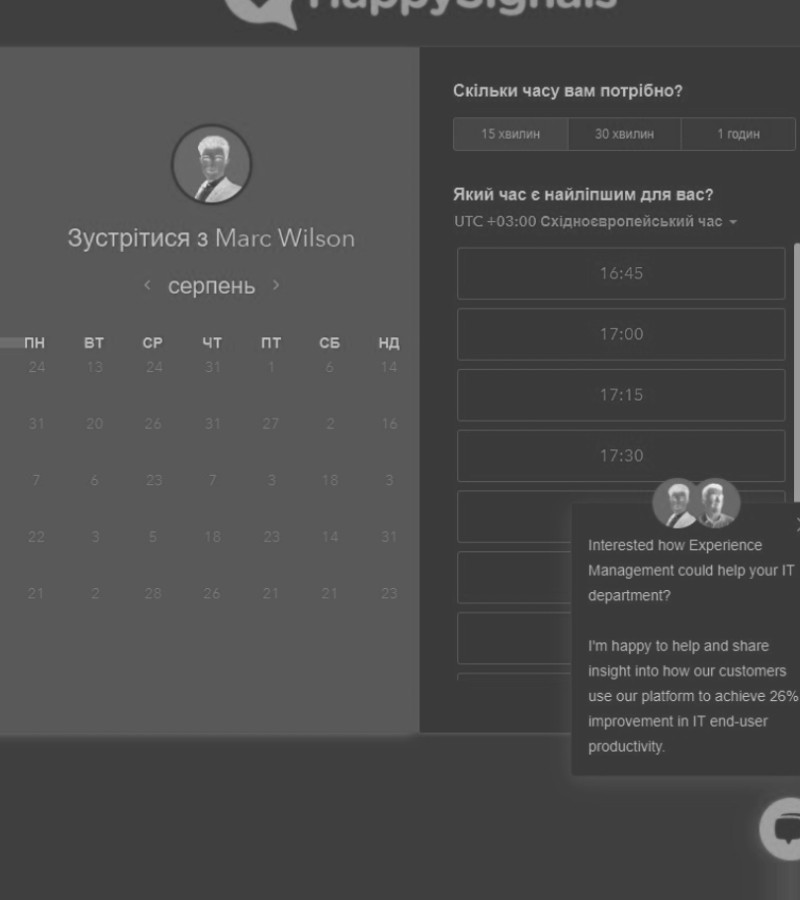 HappySignals
Зустрітися з Marc Wilson
‹ серпень ›
ПН ВТ СР ЧТ ПТ СБ НД
24 13 24 31 1 6 14
31 20 26 31 27 2 16
7 6 23 7 3 18 3
22 3 5 18 23 14 31
21 2 28 26 21 21 23
Скільки часу вам потрібно?
15 хвилин 30 хвилин 1 годин
Який час є найліпшим для вас?
UTC +03:00 Східноєвропейський час
16:45
17:00
17:15
17:30
Interested how Experience
Management could help your IT
department?
I'm happy to help and share
insight into how our customers
use our platform to achieve 26%
improvement in IT end-user
productivity.